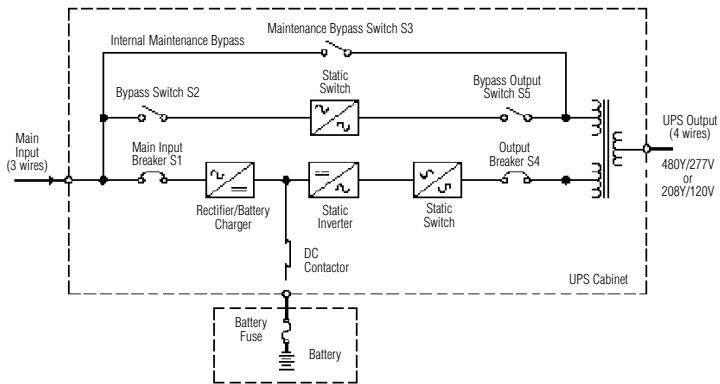 Maintenance Bypass Switch S3
Internal Maintenance Bypass
Static
Switch
Bypass Switch S2
Bypass Output
Switch S5
Main
Input
(3 wires)
Main Input
Breaker S1
Output
Breaker S4
UPS Output
(4 wires)
480Y/277V
or
208Y/120V
Rectifier/Battery
Charger
Static
Inverter
Static
Switch
DC
Contactor
UPS Cabinet
Battery
Fuse
Battery